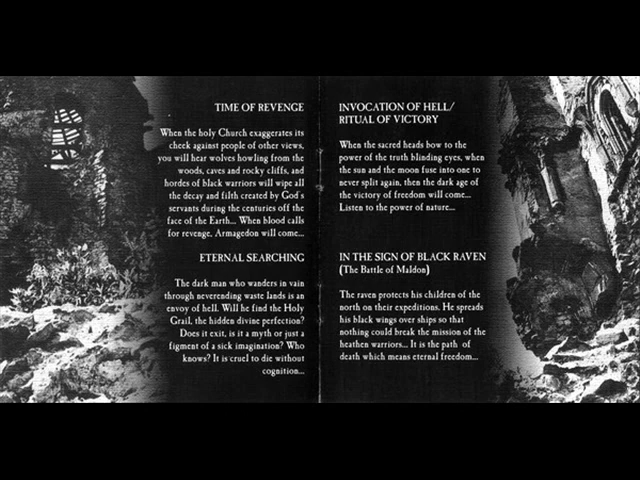 TIME OF REVENGE
When the holy Church exaggerates its
cheek against people of other views,
you will hear wolves howling from the
woods, caves and rocky cliffs, and
hordes of black warriors will wipe all
the decay and filth created by God's
servants during the centuries off the
face of the Earth... When blood calls
for revenge, Armagedon will come...
ETERNAL SEARCHING
The dark man who wanders in vain
through neverending waste lands is an
envoy of hell. Will he find the Holy
Grail, the hidden divine perfection?
Does it exit, is it a myth or just a
figment of a sick imagination? Who
knows? It is cruel to die without
cognition...
INVOCATION OF HELL/
RITUAL OF VICTORY
When the sacred heads bow to the
power of the truth blinding eyes, when
the sun and the moon fuse into one to
never split again, then the dark age of
the victory of freedom will come...
Listen to the power of nature...
IN THE SIGN OF BLACK RAVEN
(The Battle of Maldon)
The raven protects his children of the
north on their expeditions. He spreads
his black wings over ships so that
nothing could break the mission of the
heathen warriors... It is the path of
death which means eternal freedom...